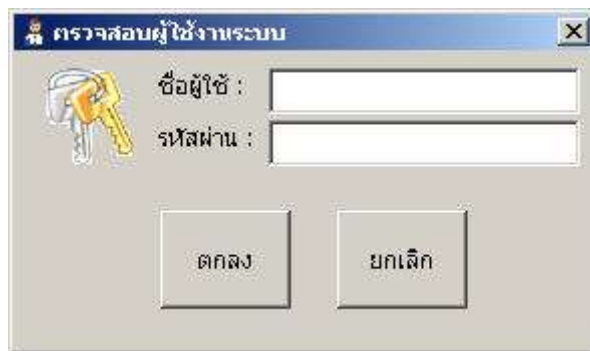 ตรวจสอบผู้ใช้งานระบบ
ชื่อผู้ใช้ :
รหัสผ่าน :
ตกลง
ยกเลิก